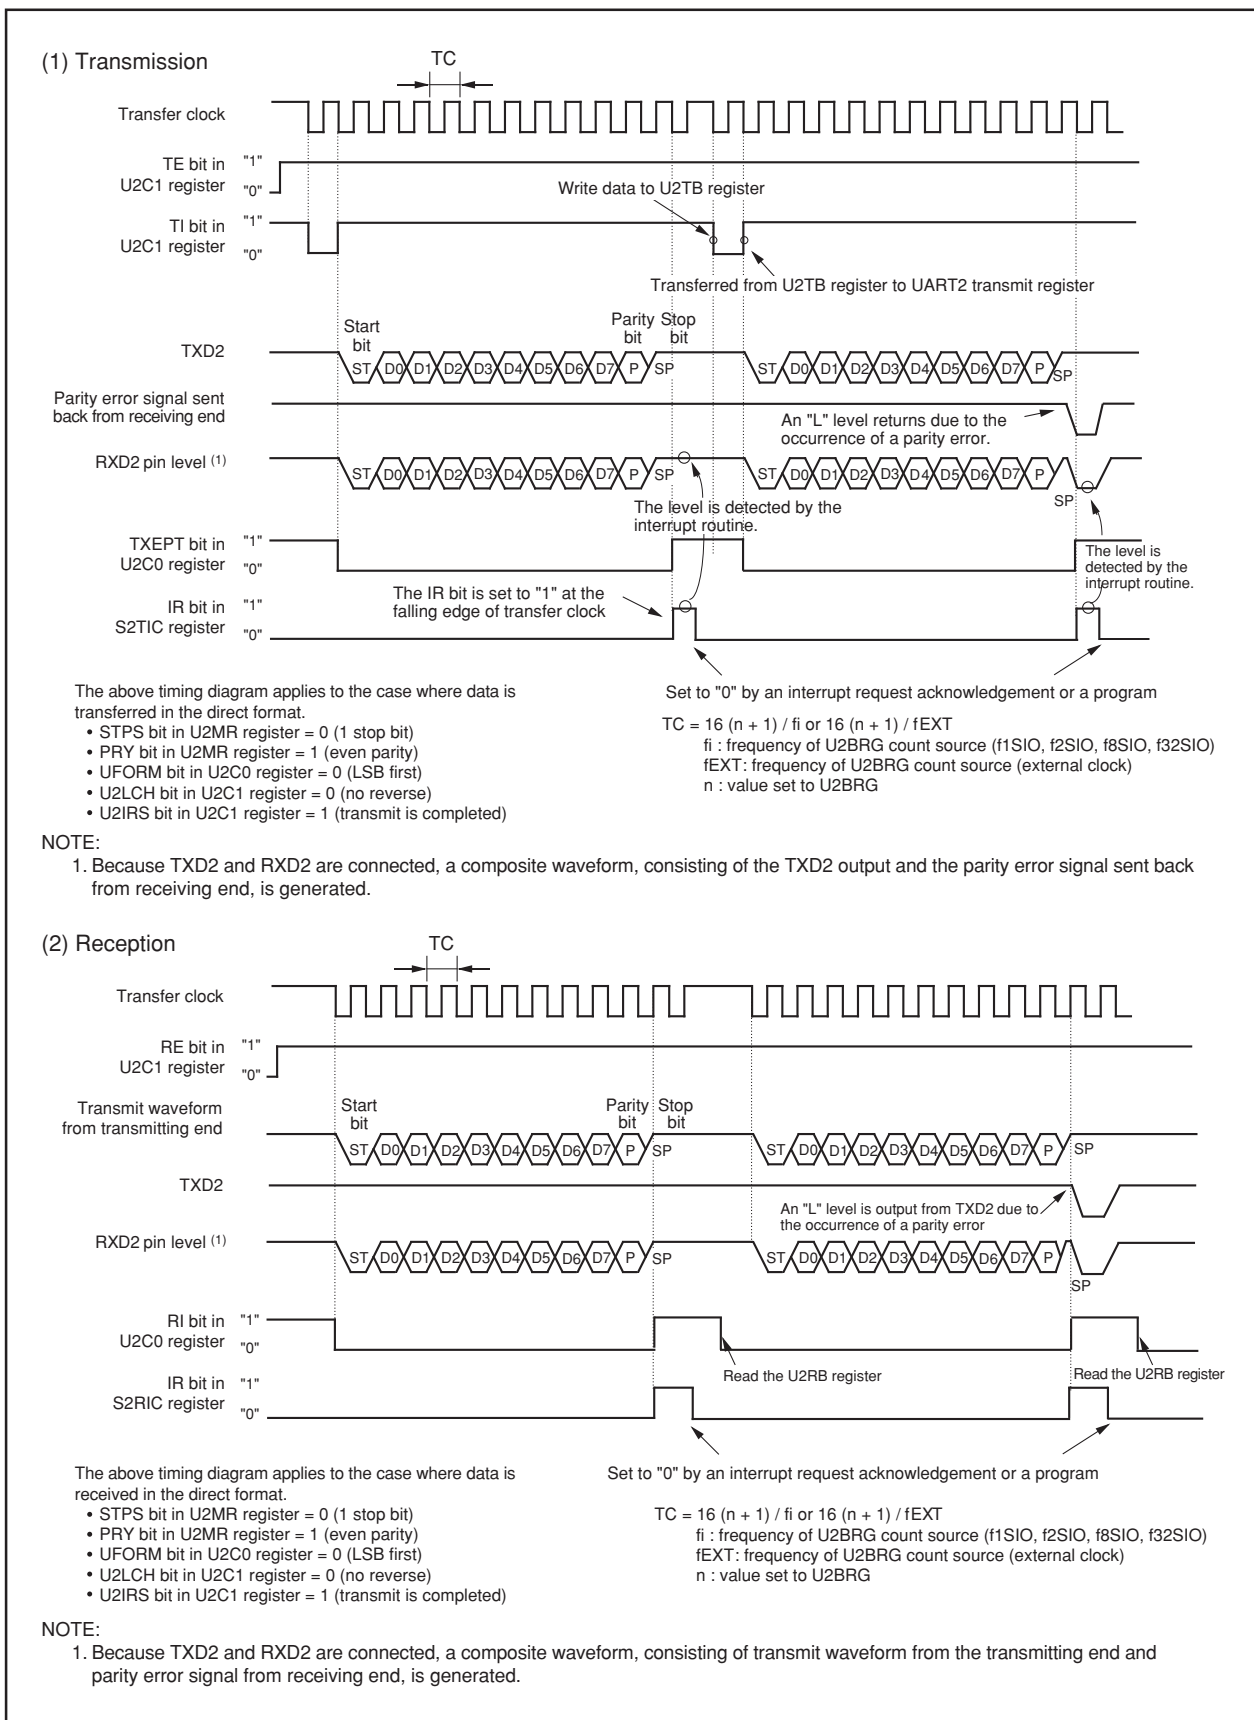 (1) Transmission
TC
Transfer clock
TE bit in
U2C1 register
"1"
"0"
Write data to U2TB register
TI bit in
U2C1 register
"1"
"0"
Transferred from U2TB register to UART2 transmit register
Start
bit
Parity
bit
Stop
bit
TXD2
ST D0 D1 D2 D3 D4 D5 D6 D7 P SP ST D0 D1 D2 D3 D4 D5 D6 D7 P SP
Parity error signal sent
back from receiving end
An "L" level returns due to the
occurrence of a parity error.
RXD2 pin level (1)
ST D0 D1 D2 D3 D4 D5 D6 D7 P SP ST D0 D1 D2 D3 D4 D5 D6 D7 P
SP
The level is detected by the
interrupt routine.
TXEPT bit in
U2C0 register
"1"
"0"
The level is
detected by the
interrupt routine.
The IR bit is set to "1" at the
falling edge of transfer clock
IR bit in
S2TIC register
"1"
"0"
The above timing diagram applies to the case where data is
transferred in the direct format.
• STPS bit in U2MR register = 0 (1 stop bit)
• PRY bit in U2MR register = 1 (even parity)
• UFORM bit in U2C0 register = 0 (LSB first)
• U2LCH bit in U2C1 register = 0 (no reverse)
• U2IRS bit in U2C1 register = 1 (transmit is completed)
Set to "0" by an interrupt request acknowledgement or a program
TC = 16 (n + 1) / fi or 16 (n + 1) / fEXT
fi : frequency of U2BRG count source (f1SIO, f2SIO, f8SIO, f32SIO)
fEXT: frequency of U2BRG count source (external clock)
n : value set to U2BRG
NOTE:
1. Because TXD2 and RXD2 are connected, a composite waveform, consisting of the TXD2 output and the parity error signal sent back
from receiving end, is generated.
(2) Reception
TC
Transfer clock
RE bit in
U2C1 register
"1"
"0"
Transmit waveform
from transmitting end
Start
bit
Parity
bit
Stop
bit
ST D0 D1 D2 D3 D4 D5 D6 D7 P SP ST D0 D1 D2 D3 D4 D5 D6 D7 P SP
TXD2
An "L" level is output from TXD2 due to
the occurrence of a parity error
RXD2 pin level (1)
ST D0 D1 D2 D3 D4 D5 D6 D7 P SP ST D0 D1 D2 D3 D4 D5 D6 D7 P
SP
RI bit in
U2C0 register
"1"
"0"
Read the U2RB register
Read the U2RB register
IR bit in
S2RIC register
"1"
"0"
The above timing diagram applies to the case where data is
received in the direct format.
• STPS bit in U2MR register = 0 (1 stop bit)
• PRY bit in U2MR register = 1 (even parity)
• UFORM bit in U2C0 register = 0 (LSB first)
• U2LCH bit in U2C1 register = 0 (no reverse)
• U2IRS bit in U2C1 register = 1 (transmit is completed)
Set to "0" by an interrupt request acknowledgement or a program
TC = 16 (n + 1) / fi or 16 (n + 1) / fEXT
fi : frequency of U2BRG count source (f1SIO, f2SIO, f8SIO, f32SIO)
fEXT: frequency of U2BRG count source (external clock)
n : value set to U2BRG
NOTE:
1. Because TXD2 and RXD2 are connected, a composite waveform, consisting of transmit waveform from the transmitting end and
parity error signal from receiving end, is generated.